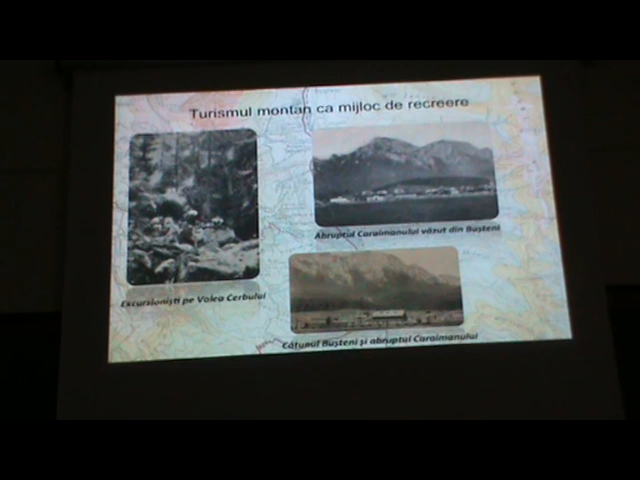 Turismul montan ca mijloc de recreere
Abruptul Caraimanului văzut din Bușteni
Excursioniști pe Valea Cerbului
Cătunul Bușteni și abruptul Caraimanului